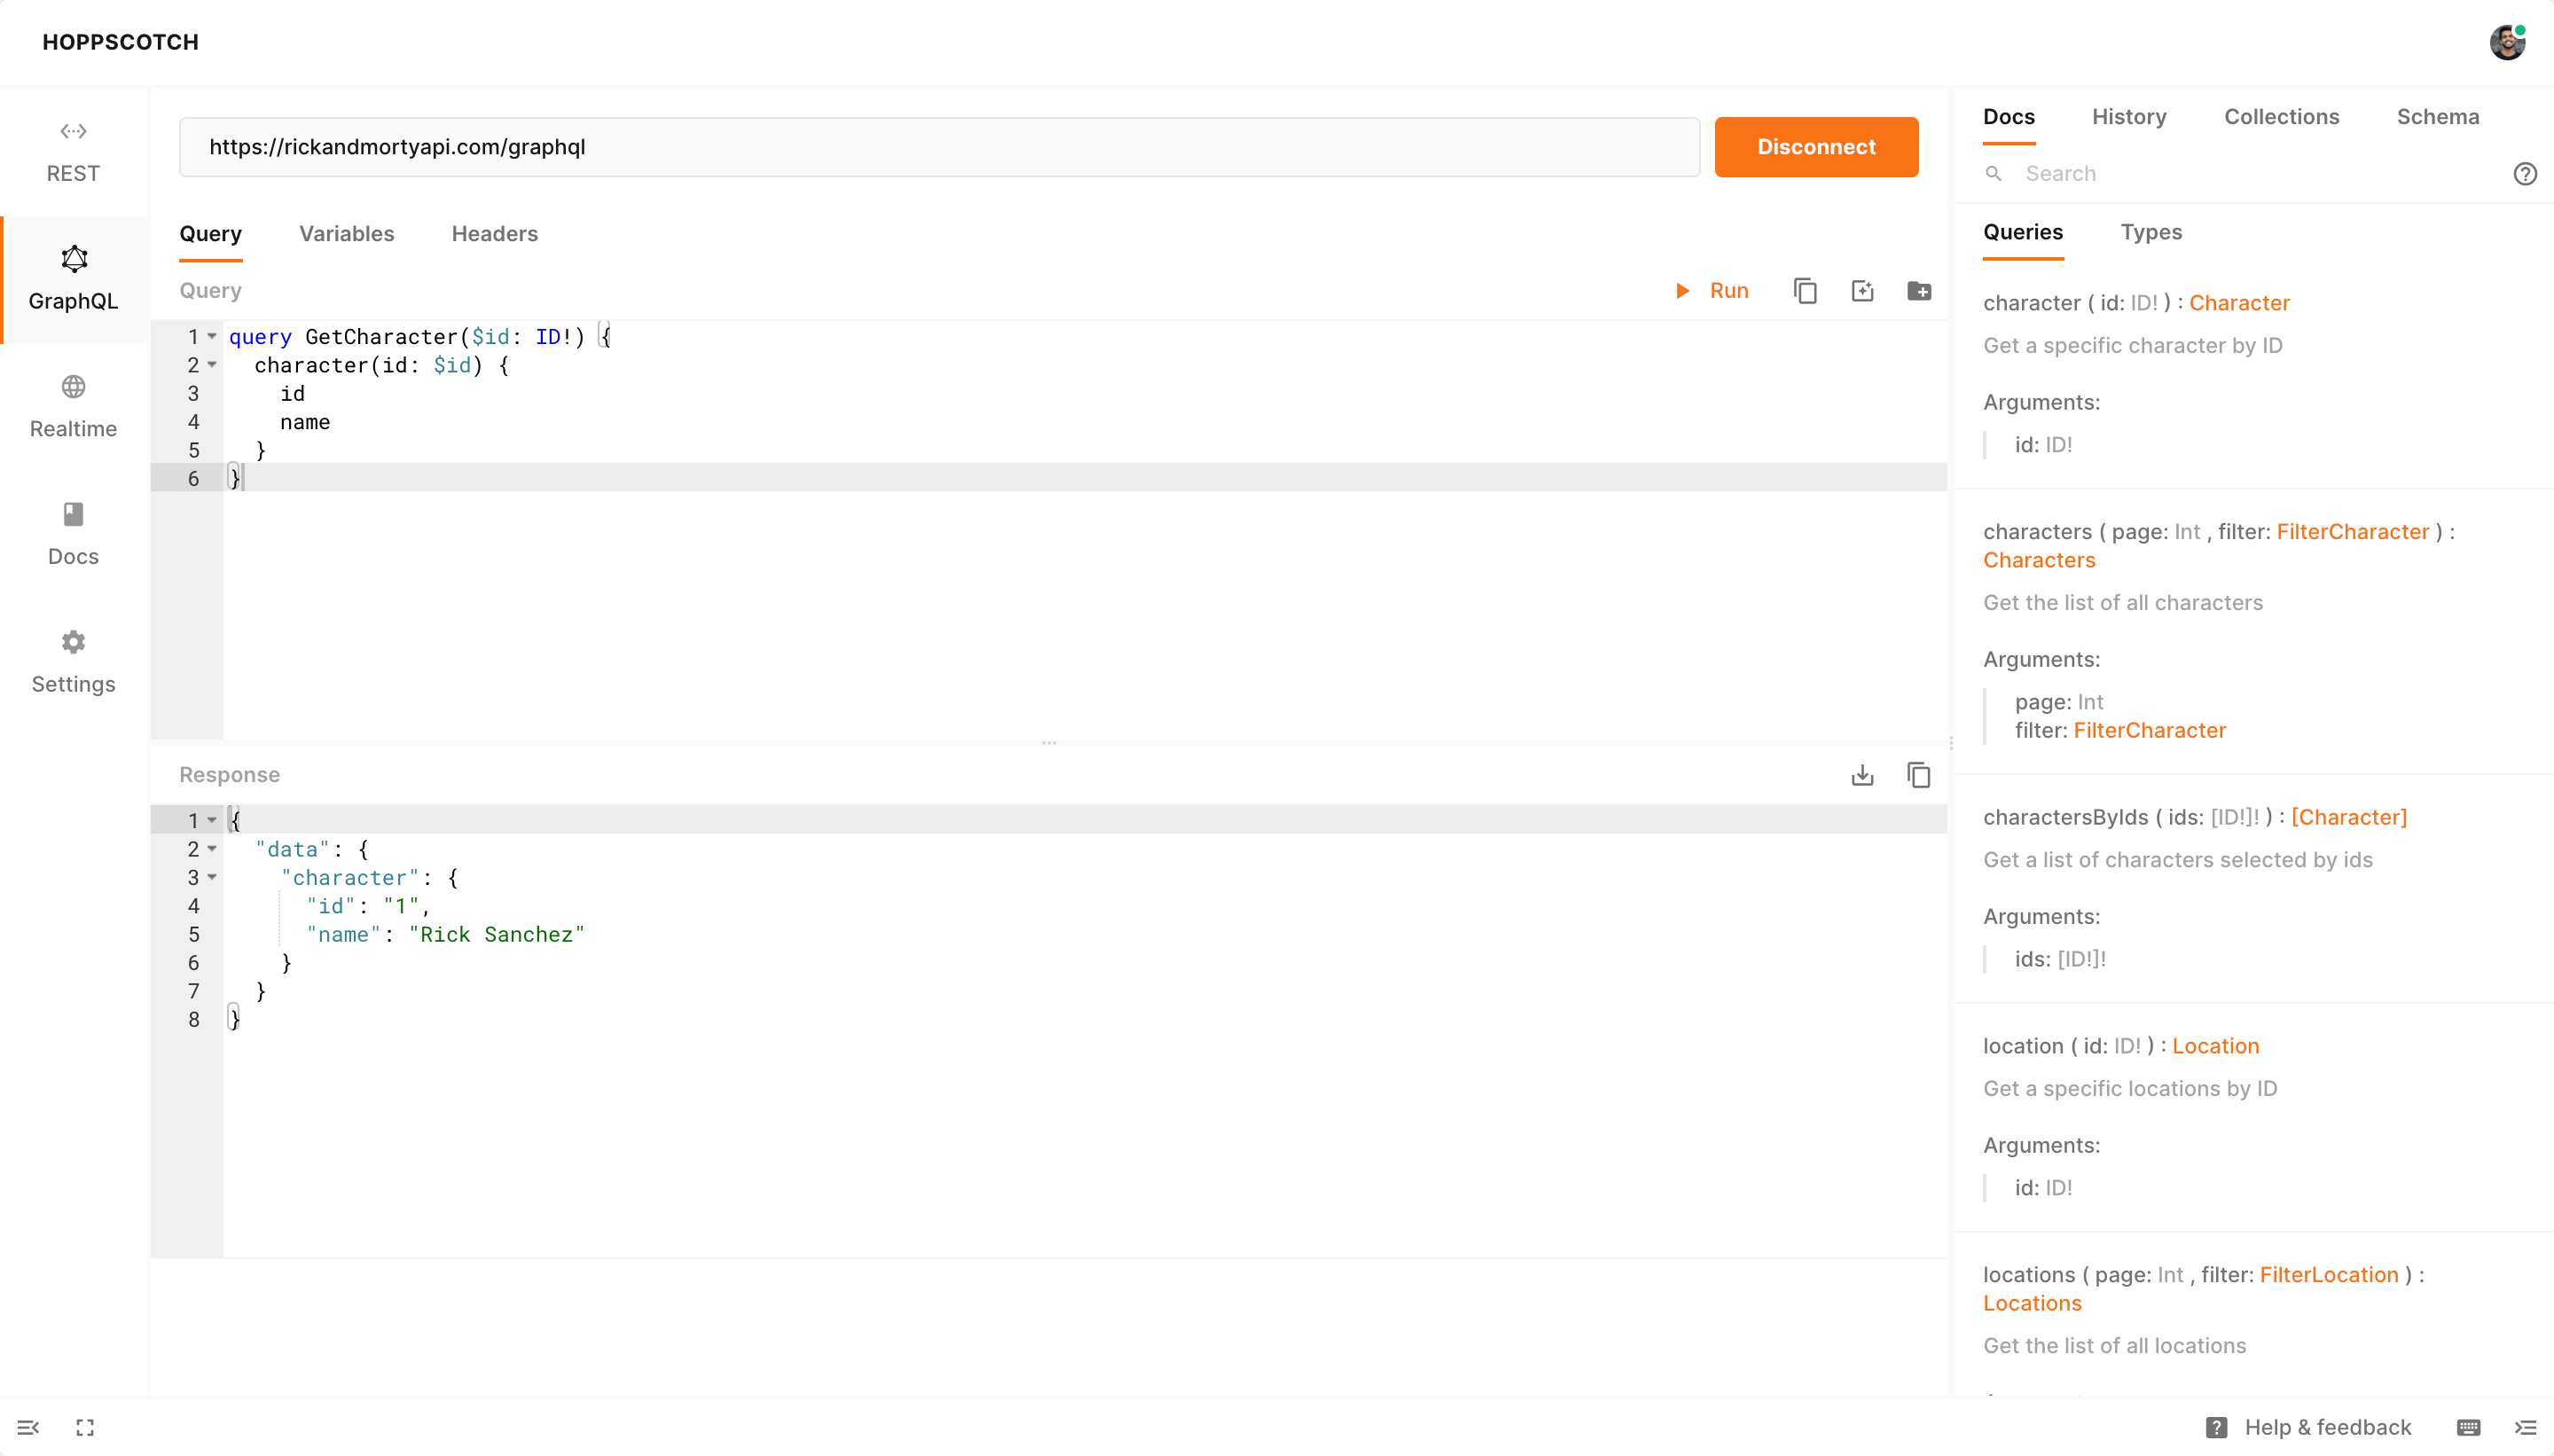 HOPPSCOTCH
REST
GraphQL
Realtime
Docs
Settings
https://rickandmortyapi.com/graphql
Disconnect
Query Variables Headers
Query
Run
1 query GetCharacter($id: ID!) {
2 character(id: $id) {
3 id
4 name
5 }
6 }
Response
1 {
2 "data": {
3 "character": {
4 "id": "1",
5 "name": "Rick Sanchez"
6 }
7 }
8 }
Docs History Collections Schema
Search
Queries Types
character ( id: ID! ) : Character
Get a specific character by ID
Arguments:
id: ID!
characters ( page: Int , filter: FilterCharacter ) :
Characters
Get the list of all characters
Arguments:
page: Int
filter: FilterCharacter
charactersByIds ( ids: [ID!]! ) : [Character]
Get a list of characters selected by ids
Arguments:
ids: [ID!]!
location ( id: ID! ) : Location
Get a specific locations by ID
Arguments:
id: ID!
locations ( page: Int , filter: FilterLocation ) :
Locations
Get the list of all locations
? Help & feedback